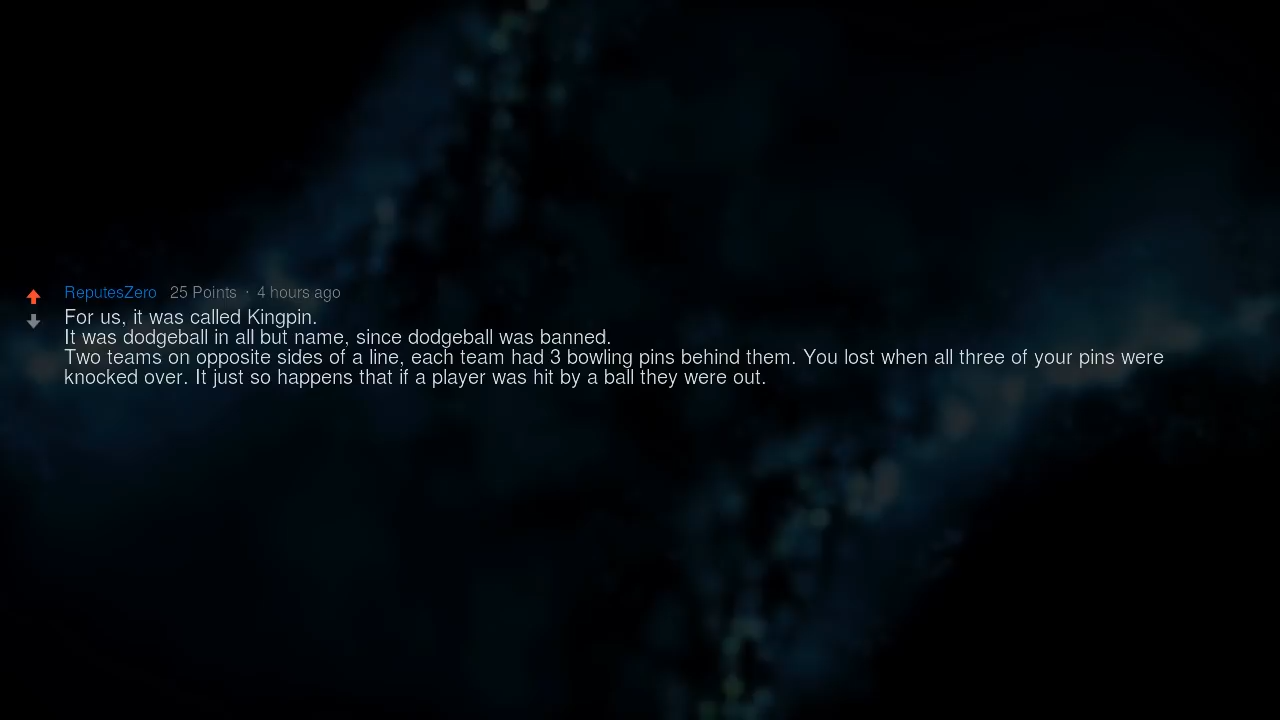 ReputesZero 25 Points · 4 hours ago
For us, it was called Kingpin.
It was dodgeball in all but name, since dodgeball was banned.
Two teams on opposite sides of a line, each team had 3 bowling pins behind them. You lost when all three of your pins were
knocked over. It just so happens that if a player was hit by a ball they were out.